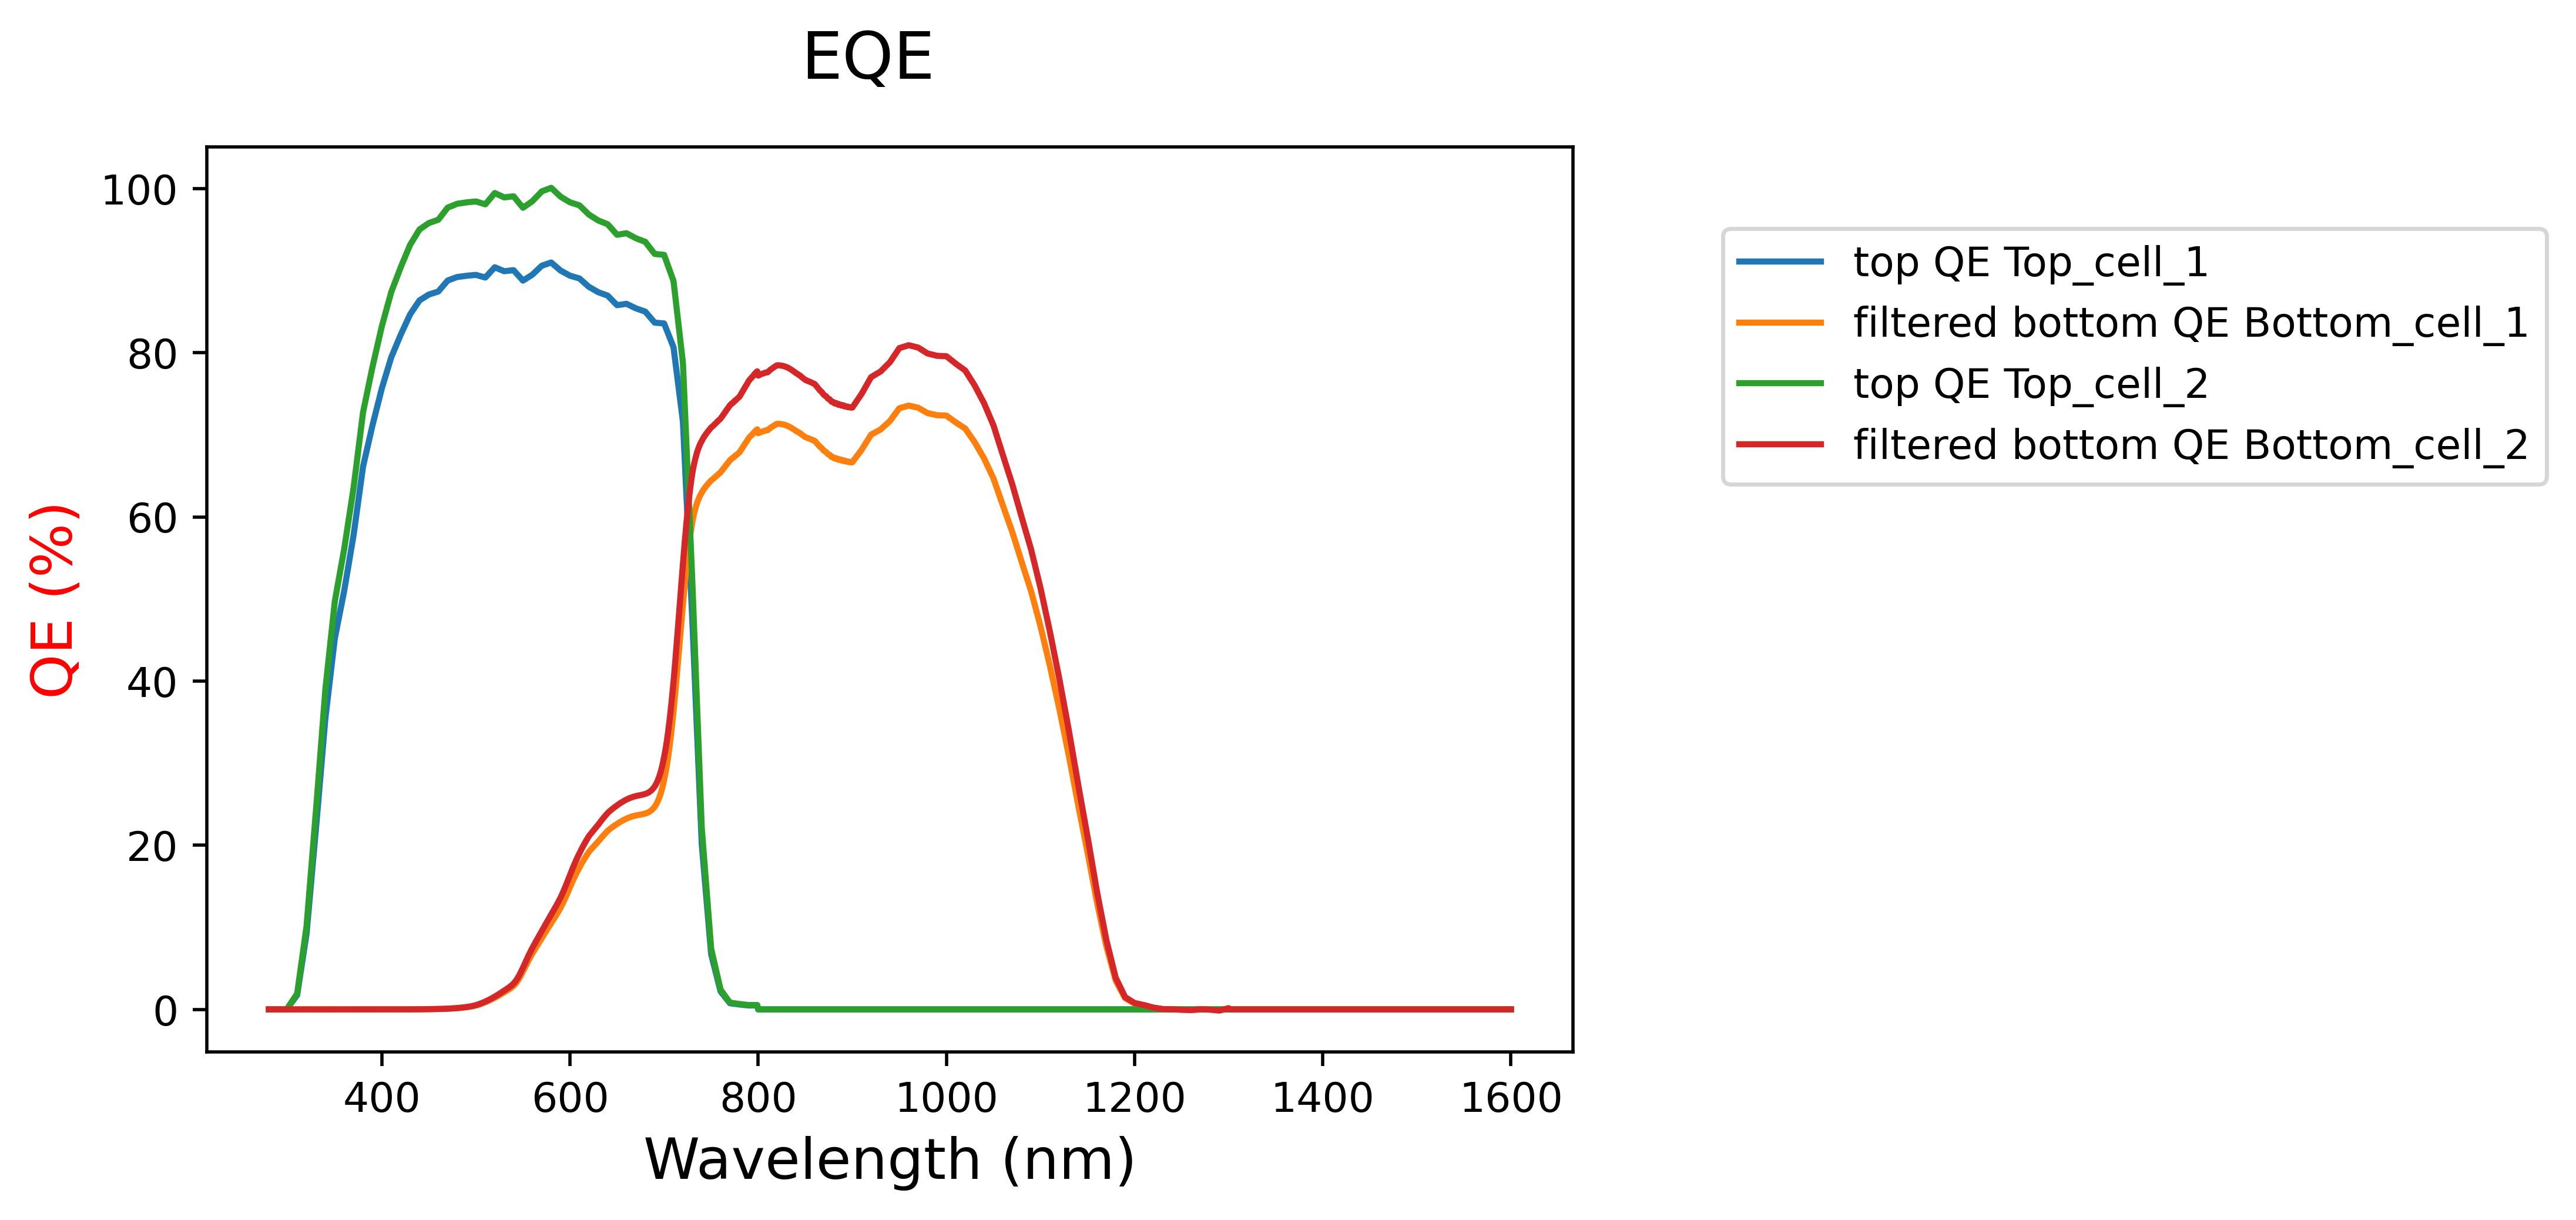 EQE
100
80
60
40
20
0
QE (%)
400 600 800 1000 1200 1400 1600
Wavelength (nm)
top QE Top_cell_1
filtered bottom QE Bottom_cell_1
top QE Top_cell_2
filtered bottom QE Bottom_cell_2